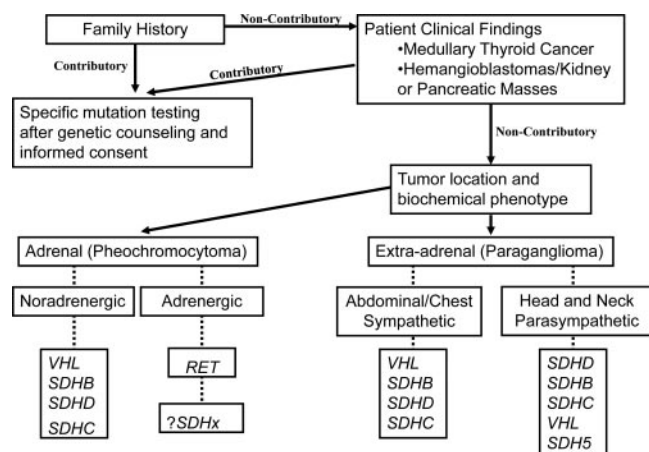 Family History
Non-Contributory
Patient Clinical Findings
•Medullary Thyroid Cancer
•Hemangioblastomas/Kidney
or Pancreatic Masses
Contributory
Contributory
Specific mutation testing
after genetic counseling and
informed consent
Non-Contributory
Tumor location and
biochemical phenotype
Adrenal (Pheochromocytoma)
Extra-adrenal (Paraganglioma)
Noradrenergic
Adrenergic
Abdominal/Chest
Sympathetic
Head and Neck
Parasympathetic
VHL
SDHB
SDHD
SDHC
RET
?SDHx
VHL
SDHB
SDHD
SDHC
SDHD
SDHB
SDHC
VHL
SDH5